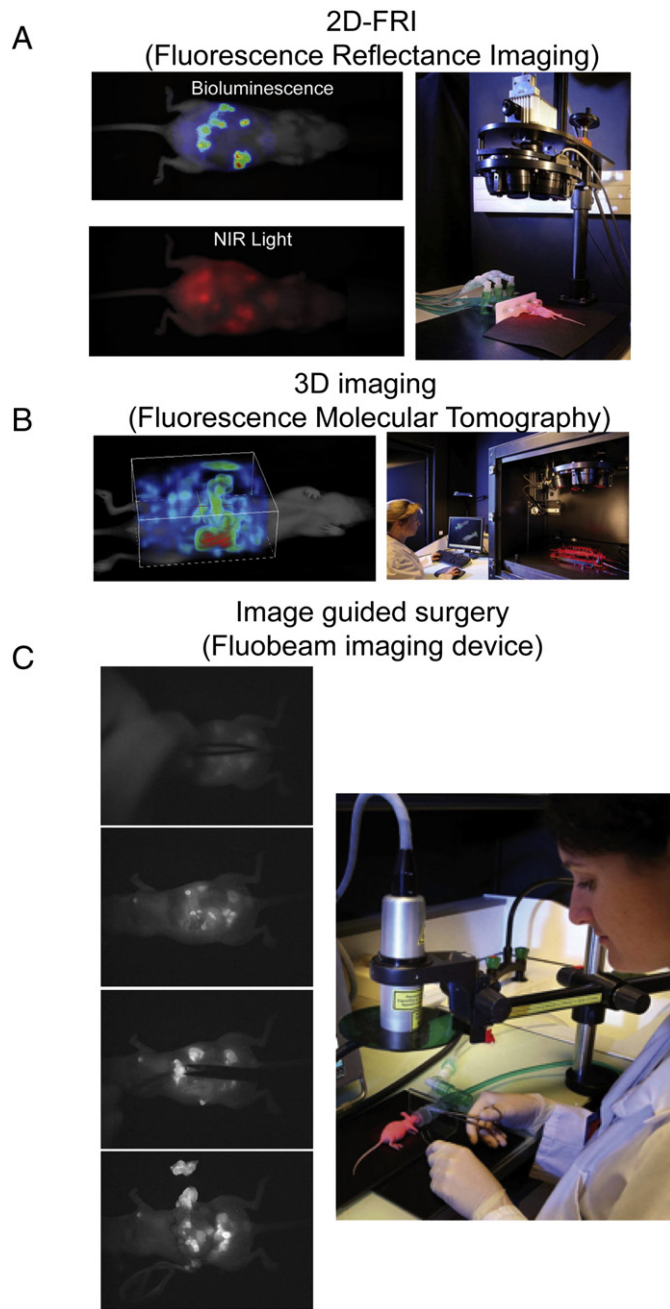 A
2D-FRI
(Fluorescence Reflectance Imaging)
Bioluminescence
NIR Light
B
3D imaging
(Fluorescence Molecular Tomography)
C
Image guided surgery
(Fluobeam imaging device)